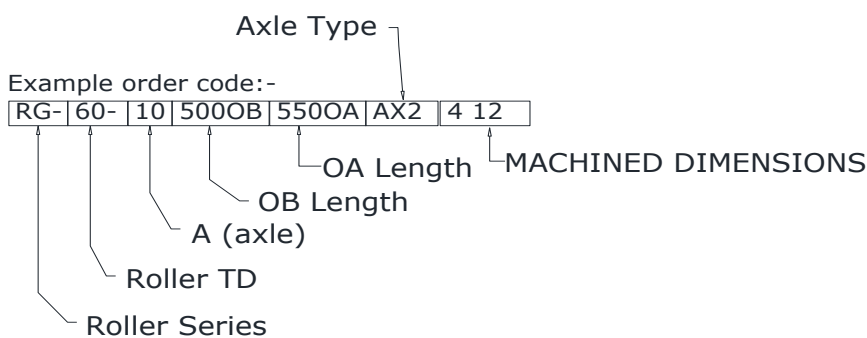 Axle Type
Example order code:-
RG- 60- 10 500OB 550OA AX2 4 12
OA Length MACHINED DIMENSIONS
OB Length
A (axle)
Roller TD
Roller Series